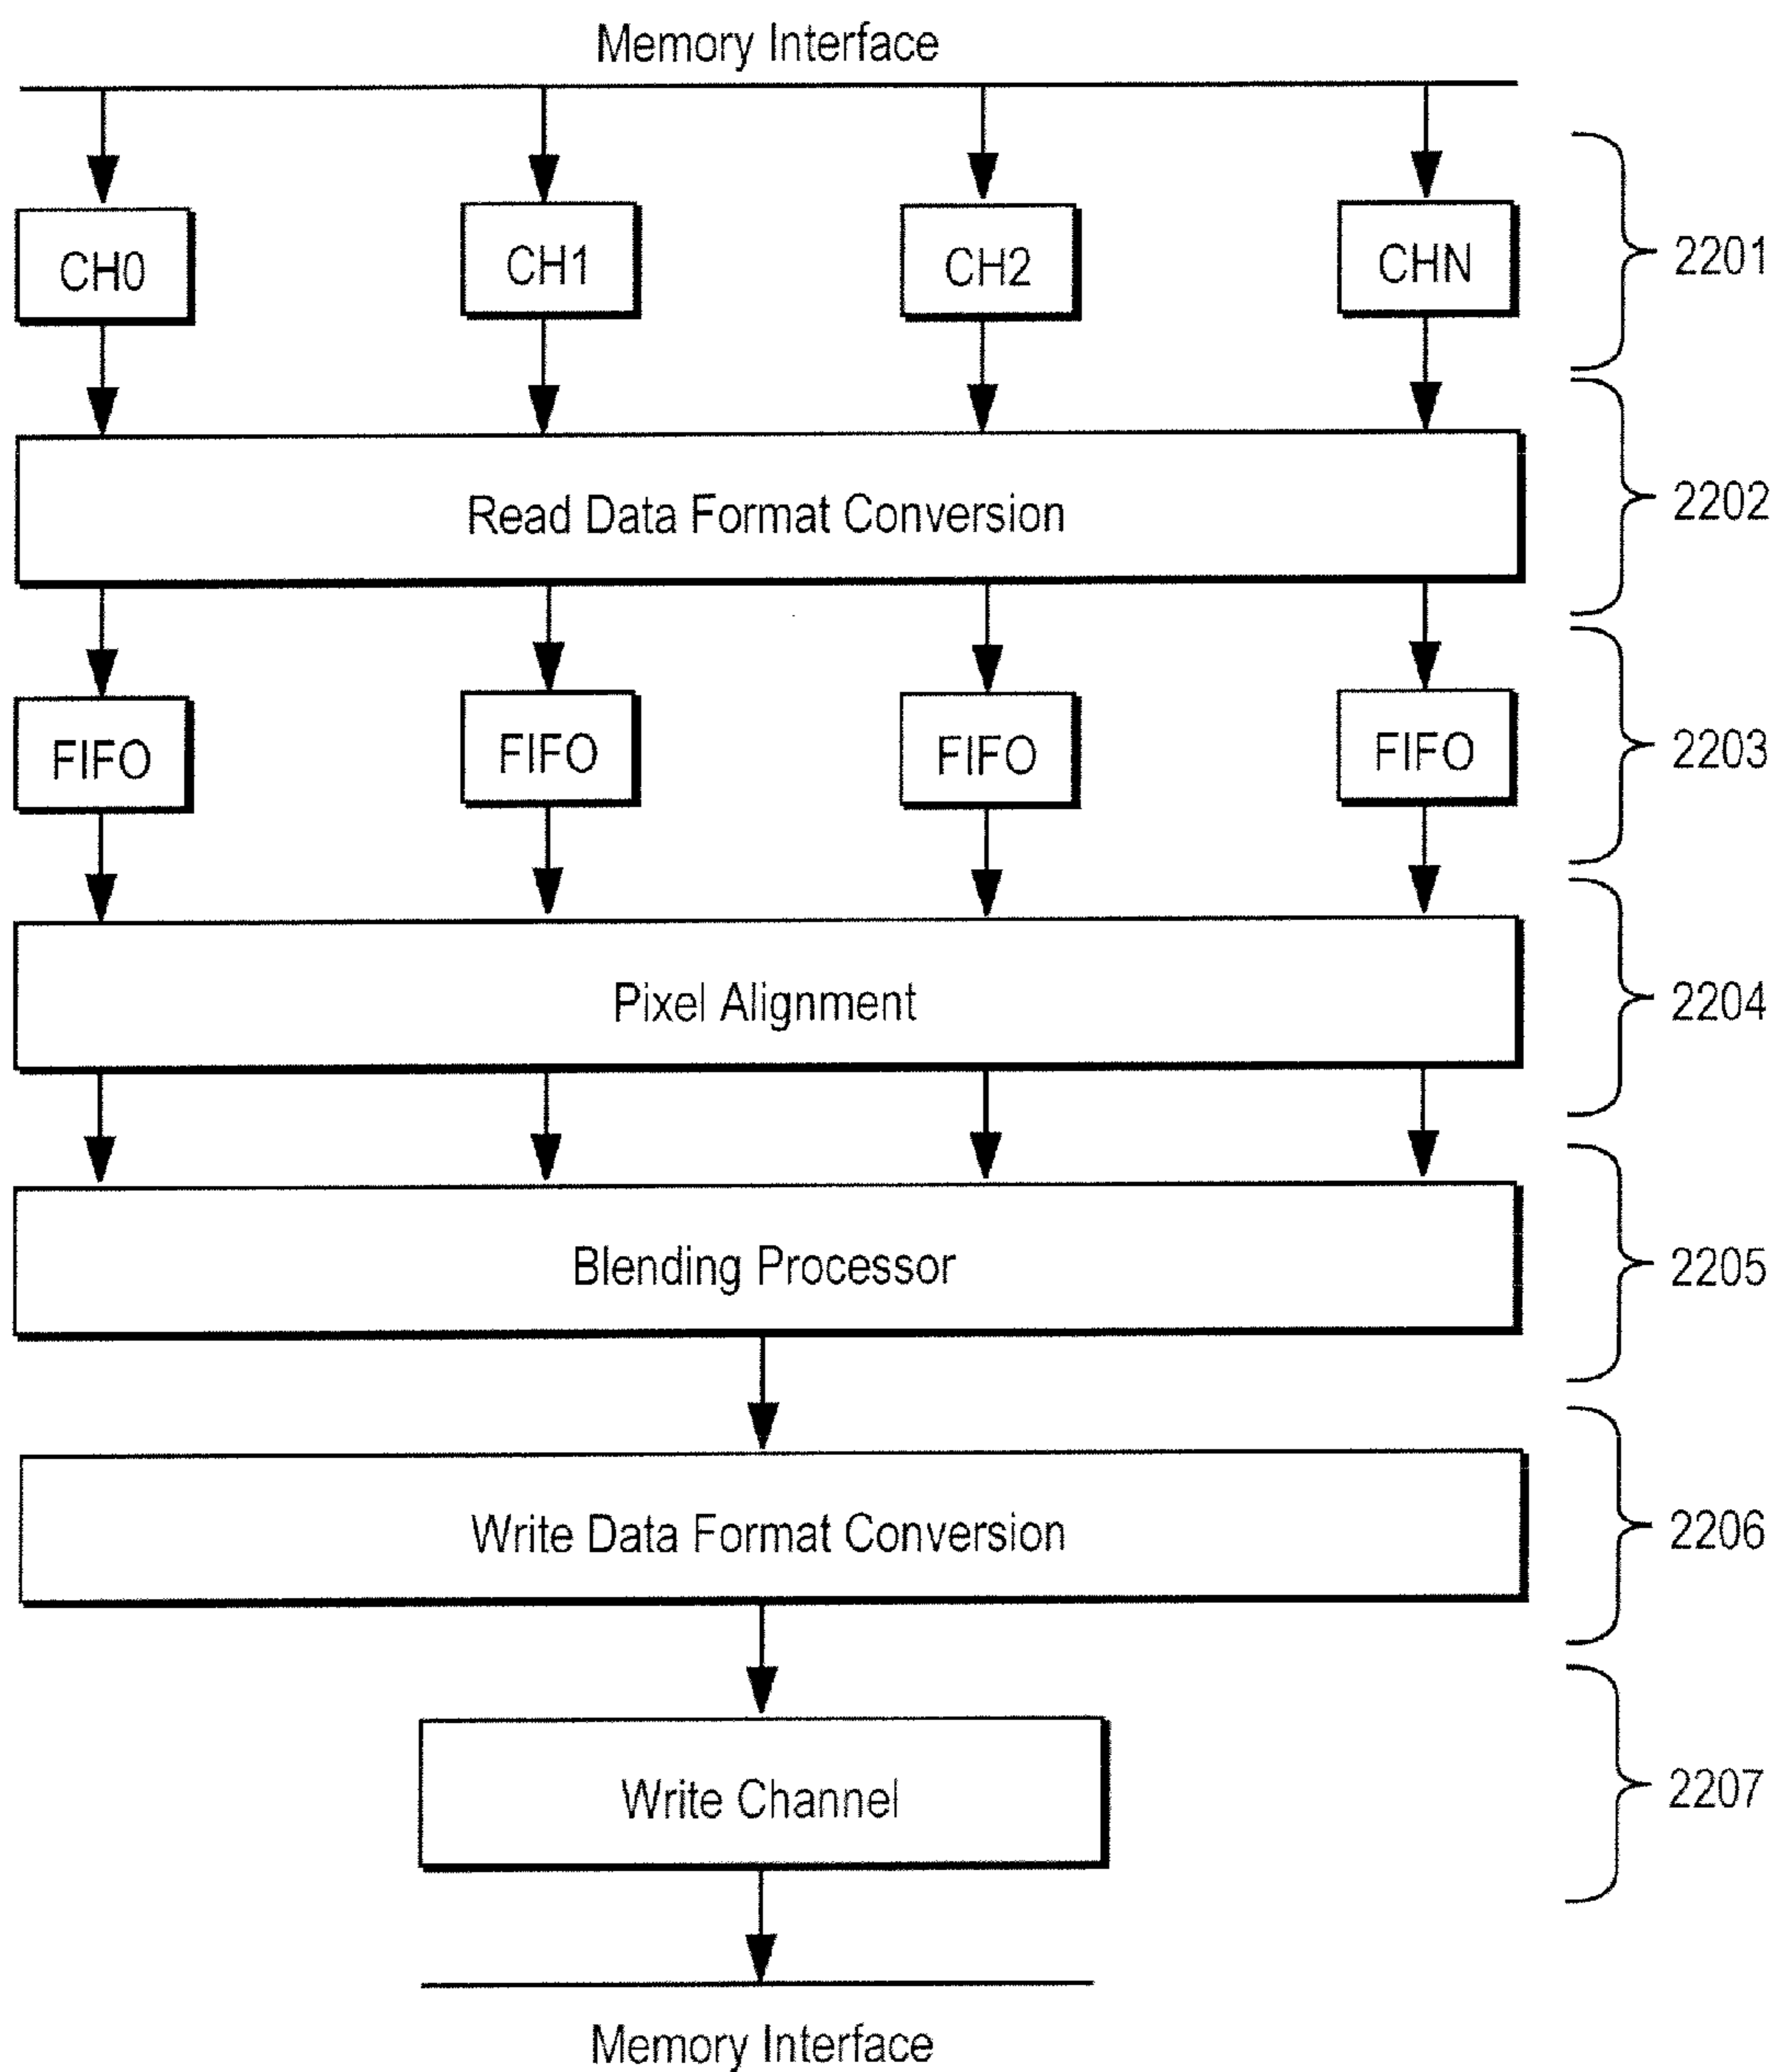 Memory Interface
CH0 CH1 CH2 CHN 2201
Read Data Format Conversion 2202
FIFO FIFO FIFO FIFO 2203
Pixel Alignment 2204
Blending Processor 2205
Write Data Format Conversion 2206
Write Channel 2207
Memory Interface